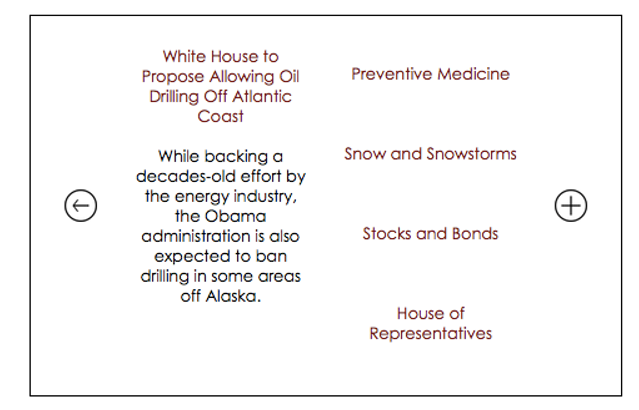 White House to
Propose Allowing Oil
Drilling Off Atlantic
Coast
While backing a
decades-old effort by
the energy industry,
the Obama
administration is also
expected to ban
drilling in some areas
off Alaska.
Preventive Medicine
Snow and Snowstorms
Stocks and Bonds
House of
Representatives